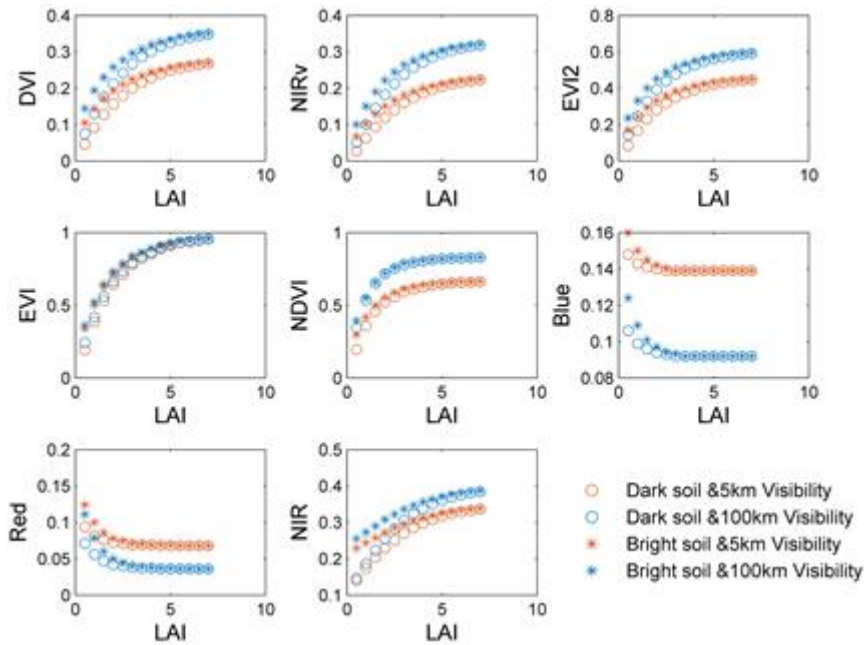 DVI
0.4
0.3
0.2
0.1
0
0 5 10
LAI
NIRv
0.4
0.3
0.2
0.1
0
0 5 10
LAI
EVI2
0.8
0.6
0.4
0.2
0
0 5 10
LAI
EVI
1
0.5
0
0 5 10
LAI
NDVI
1
0.5
0
0 5 10
LAI
Blue
0.16
0.14
0.12
0.1
0.08
0 5 10
LAI
Red
0.2
0.15
0.1
0.05
0
0 5 10
LAI
NIR
0.5
0.4
0.3
0.2
0.1
0 5 10
LAI
Dark soil &5km Visibility
Dark soil &100km Visibility
Bright soil &5km Visibility
Bright soil &100km Visibility